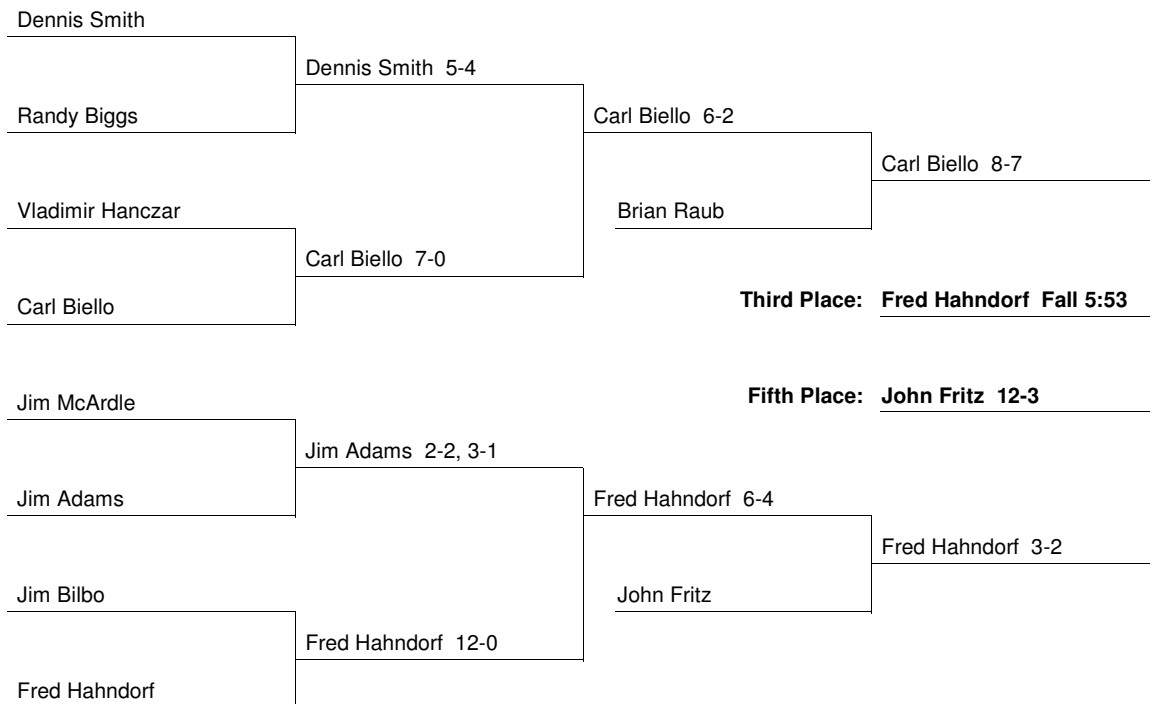 Dennis Smith
Dennis Smith 5-4
Randy Biggs
Carl Biello 6-2
Carl Biello 8-7
Vladimir Hanczar
Brian Raub
Carl Biello 7-0
Carl Biello
Third Place: Fred Hahndorf Fall 5:53
Jim McArdle
Fifth Place: John Fritz 12-3
Jim Adams 2-2, 3-1
Jim Adams
Fred Hahndorf 6-4
Fred Hahndorf 3-2
Jim Bilbo
John Fritz
Fred Hahndorf 12-0
Fred Hahndorf